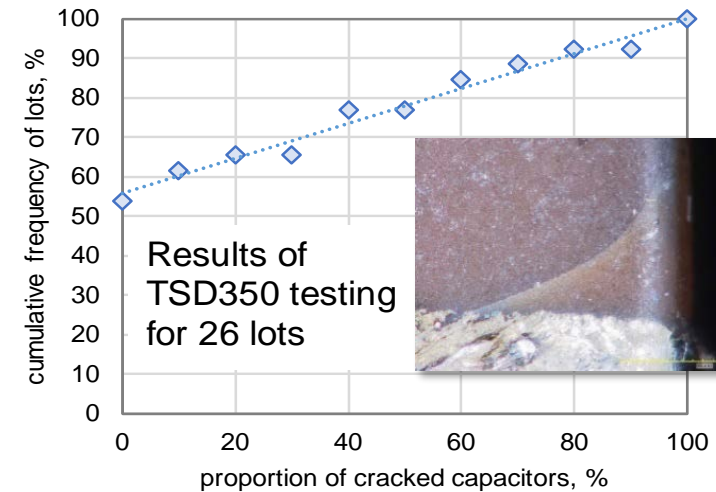 cumulative frequency of lots, %
100
90
80
70
60
50
40
30
20
10
0
Results of
TSD350 testing
for 26 lots
0 20 40 60 80 100
proportion of cracked capacitors, %